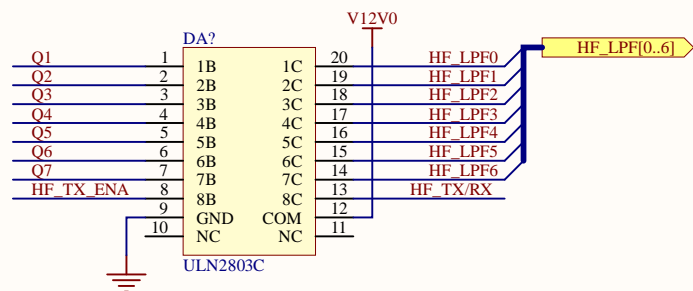 V12V0
DA?
HF_LPF[0..6]
Q1 1 1B 1C 20 HF_LPF0
Q2 2 2B 2C 19 HF_LPF1
Q3 3 3B 3C 18 HF_LPF2
Q4 4 4B 4C 17 HF_LPF3
Q5 5 5B 5C 16 HF_LPF4
Q6 6 6B 6C 15 HF_LPF5
Q7 7 7B 7C 14 HF_LPF6
HF_TX_ENA 8 8B 8C 13 HF_TX/RX
9 GND COM 12
10 NC NC 11
ULN2803C